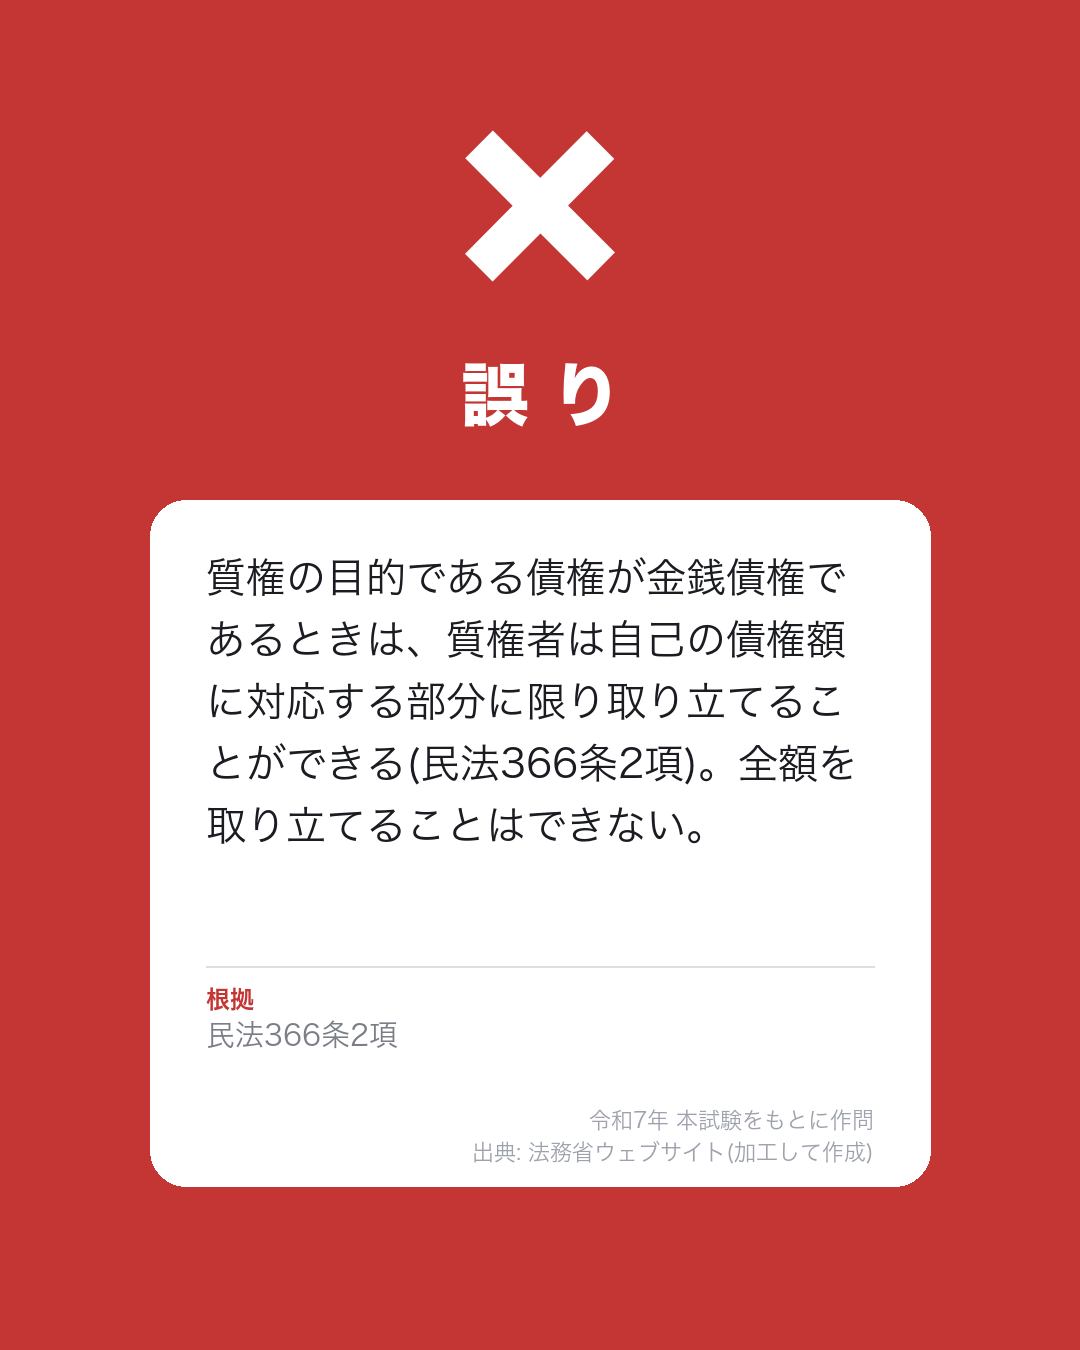 誤り
質権の目的である債権が金銭債権で
あるときは、質権者は自己の債権額
に対応する部分に限り取り立てるこ
とができる(民法366条2項)。全額を
取り立てることはできない。
根拠
民法366条2項
令和7年 本試験をもとに作問
出典: 法務省ウェブサイト(加工して作成)